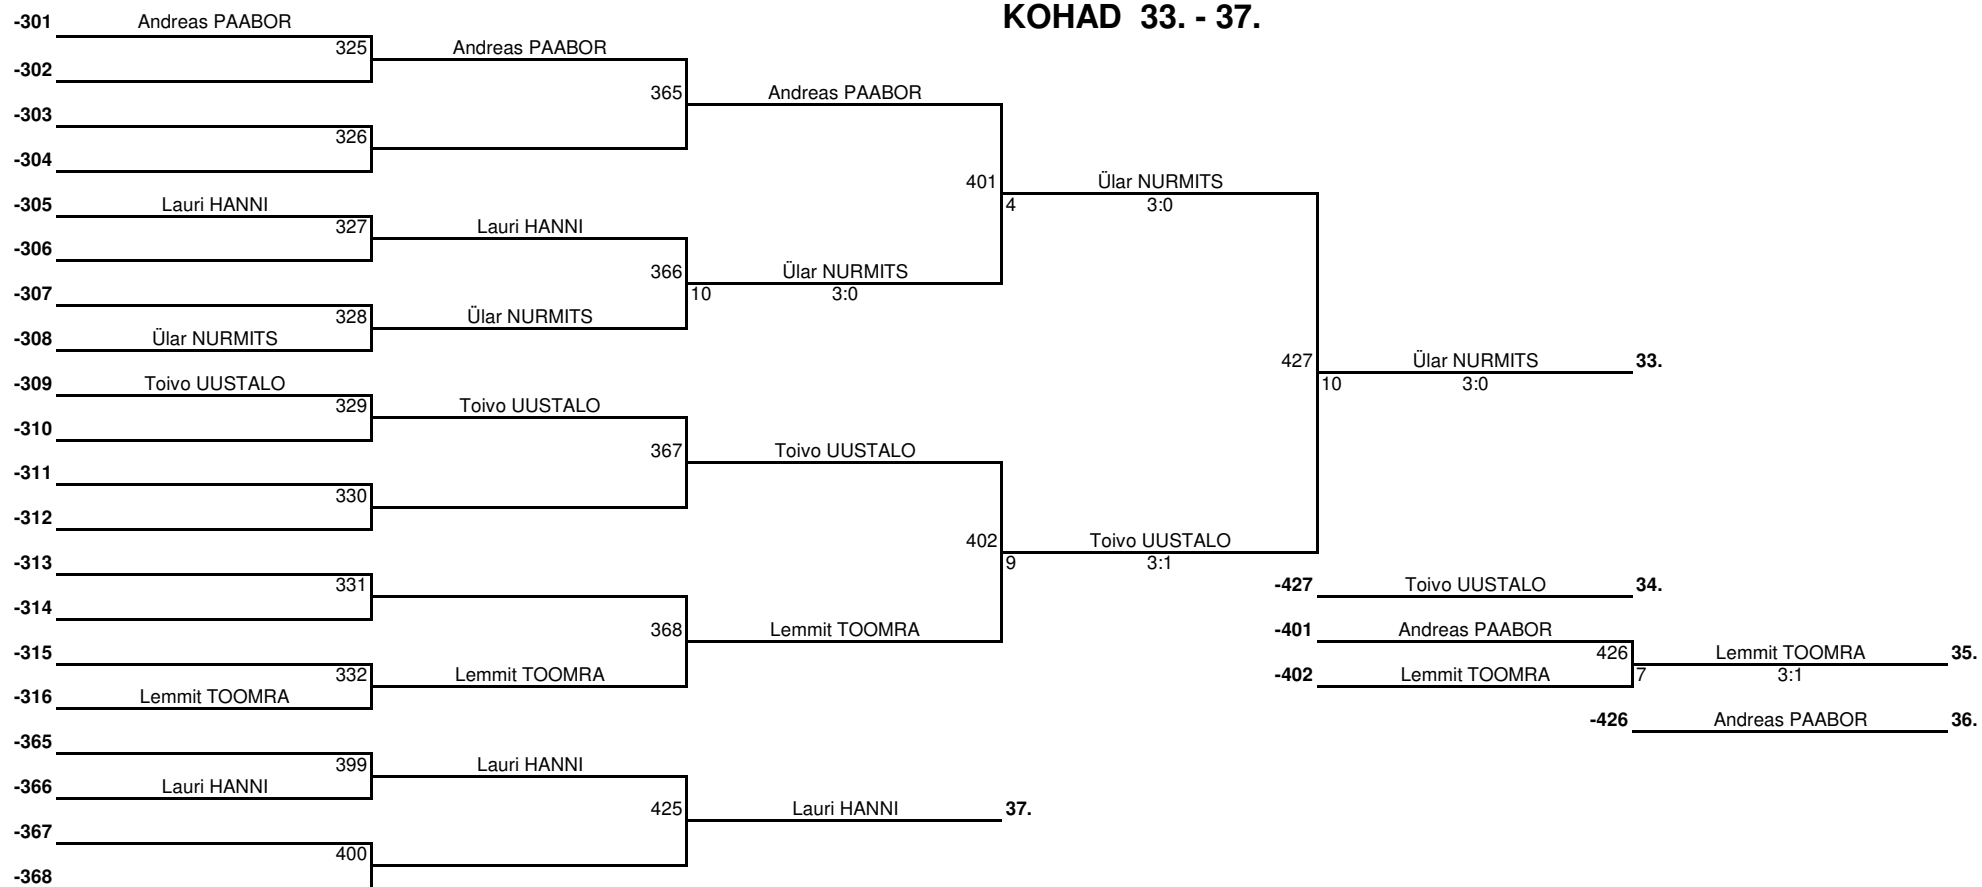 KOHAD 33. - 37.
-301 Andreas PAABOR
325 Andreas PAABOR
-302
365 Andreas PAABOR
-303
326
-304
401 Ülar NURMITS
4 3:0
-305 Lauri HANNI
327 Lauri HANNI
-306
366 Ülar NURMITS
10 3:0
-307
328 Ülar NURMITS
-308 Ülar NURMITS
427 Ülar NURMITS 33.
10 3:0
-309 Toivo UUSTALO
329 Toivo UUSTALO
-310
367 Toivo UUSTALO
-311
330
-312
402 Toivo UUSTALO
9 3:1
-313
331
-314
-427 Toivo UUSTALO 34.
368 Lemmit TOOMRA
-401 Andreas PAABOR
-315
426 Lemmit TOOMRA 35.
332 Lemmit TOOMRA
-402 Lemmit TOOMRA
7 3:1
-316 Lemmit TOOMRA
-426 Andreas PAABOR 36.
-365
399 Lauri HANNI
-366 Lauri HANNI
425 Lauri HANNI 37.
-367
400
-368